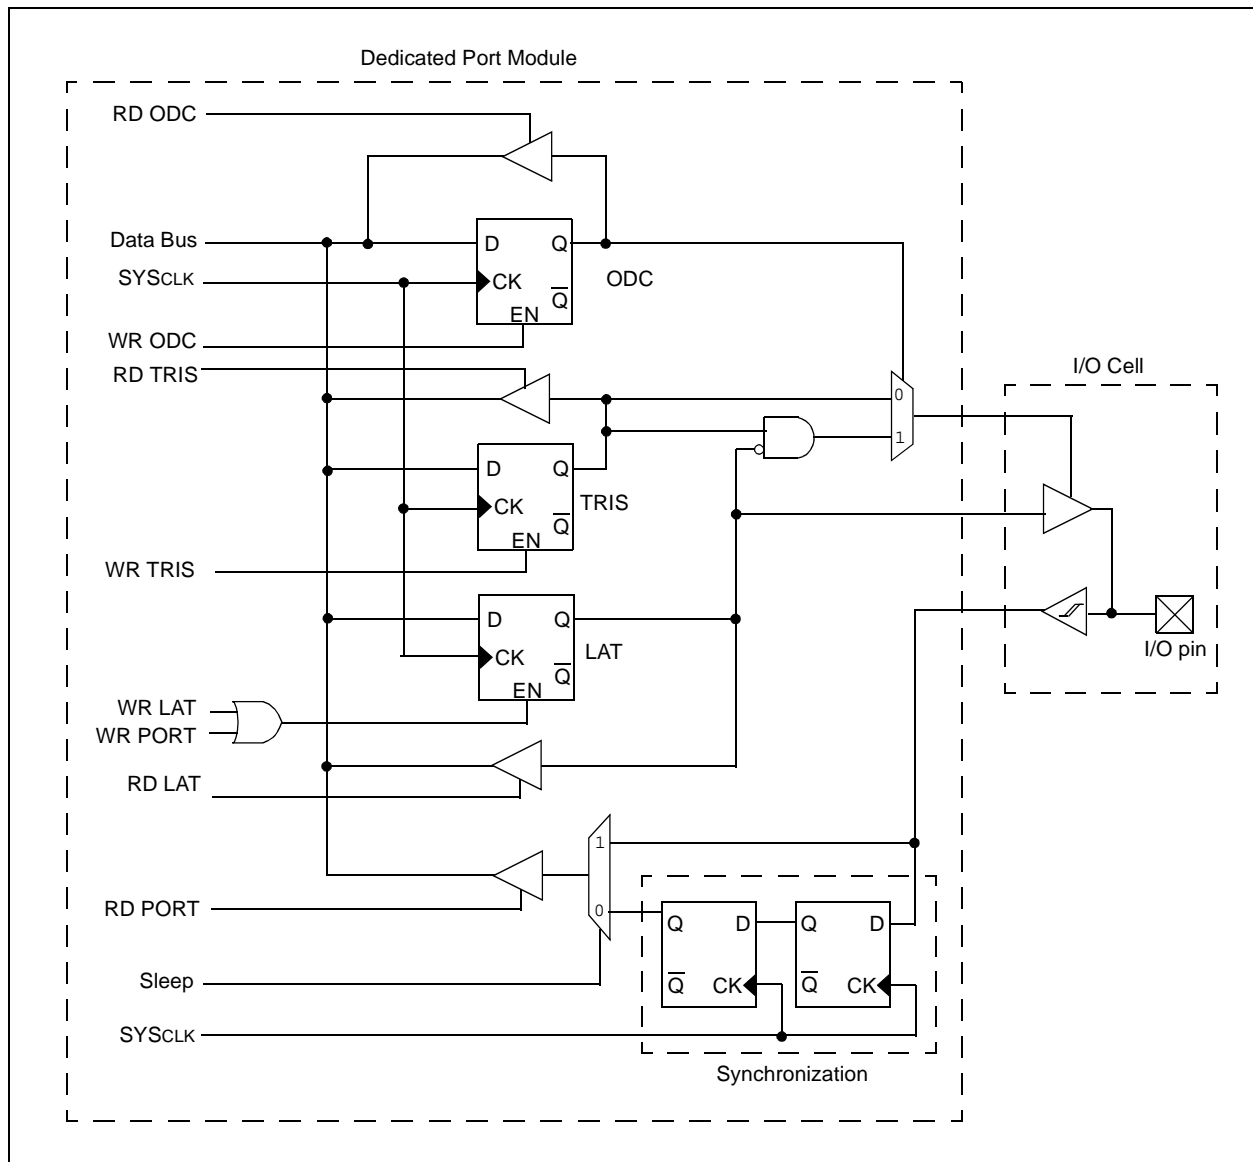 Dedicated Port Module
RD ODC
Data Bus
SYSCLK
WR ODC
RD TRIS
D Q
CK Q
EN
ODC
I/O Cell
0
1
D Q
CK Q
EN
TRIS
WR TRIS
D Q
CK Q
EN
LAT
I/O pin
WR LAT
WR PORT
RD LAT
1
0
RD PORT
Q D
Q CK
Q D
Q CK
Sleep
SYSCLK
Synchronization